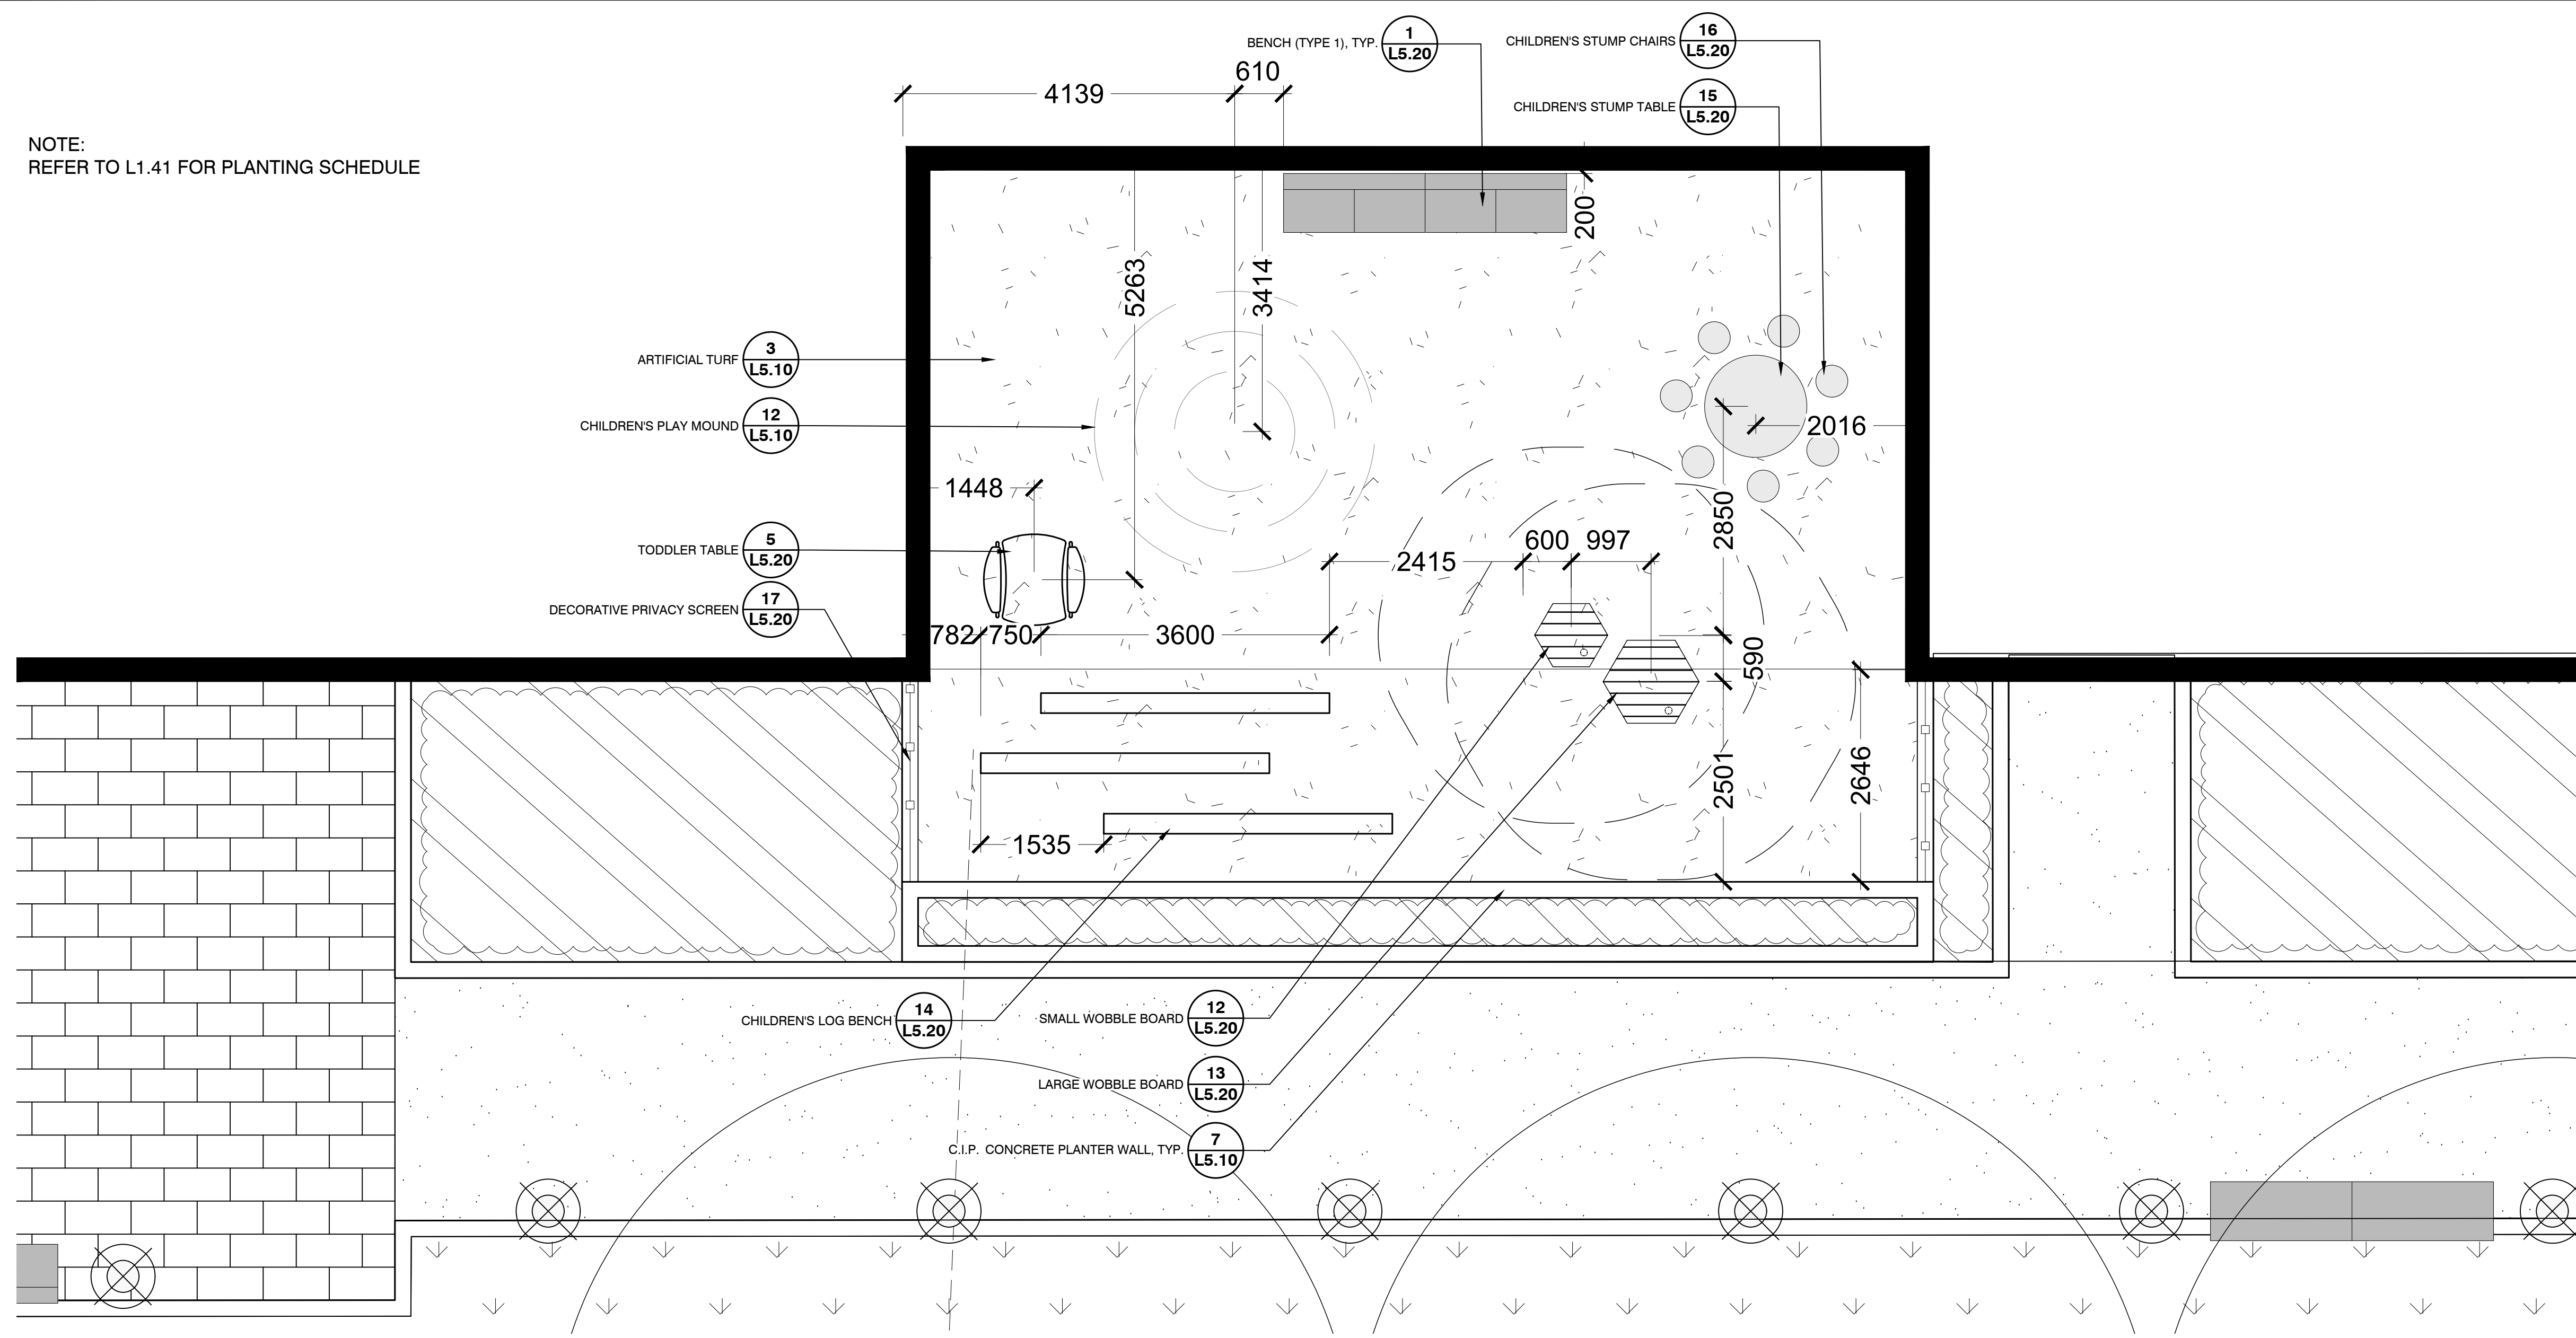 BENCH (TYPE 1), TYP.
1
L5.20
CHILDREN'S STUMP CHAIRS
16
L5.20
610
4139
CHILDREN'S STUMP TABLE
15
L5.20
NOTE:
REFER TO L1.41 FOR PLANTING SCHEDULE
200
5263
3414
ARTIFICIAL TURF
3
L5.10
CHILDREN'S PLAY MOUND
12
L5.10
2016
1448
2850
TODDLER TABLE
5
L5.20
2415
600
997
DECORATIVE PRIVACY SCREEN
17
L5.20
782
750
3600
590
2501
2646
1535
CHILDREN'S LOG BENCH
14
L5.20
SMALL WOBBLE BOARD
12
L5.20
LARGE WOBBLE BOARD
13
L5.20
C.I.P. CONCRETE PLANTER WALL, TYP.
7
L5.10